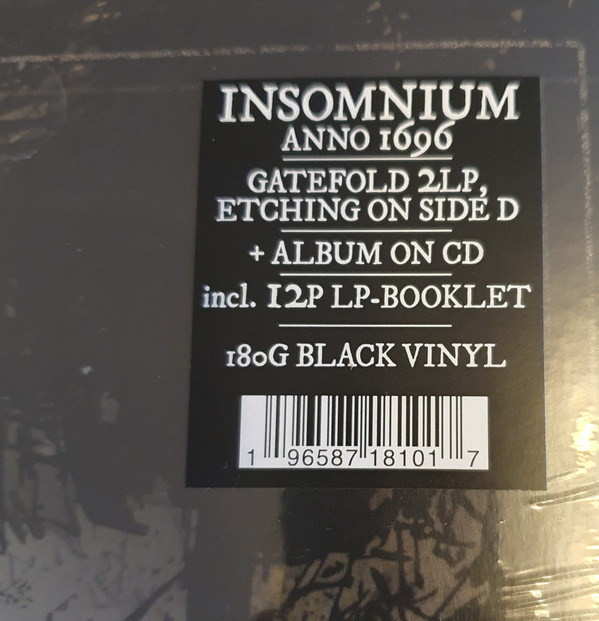 INSOMNIUM
ANNO 1696
GATEFOLD 2LP,
ETCHING ON SIDE D
+ ALBUM ON CD
incl. 12P LP-BOOKLET
180G BLACK VINYL
1 96587 18101 7